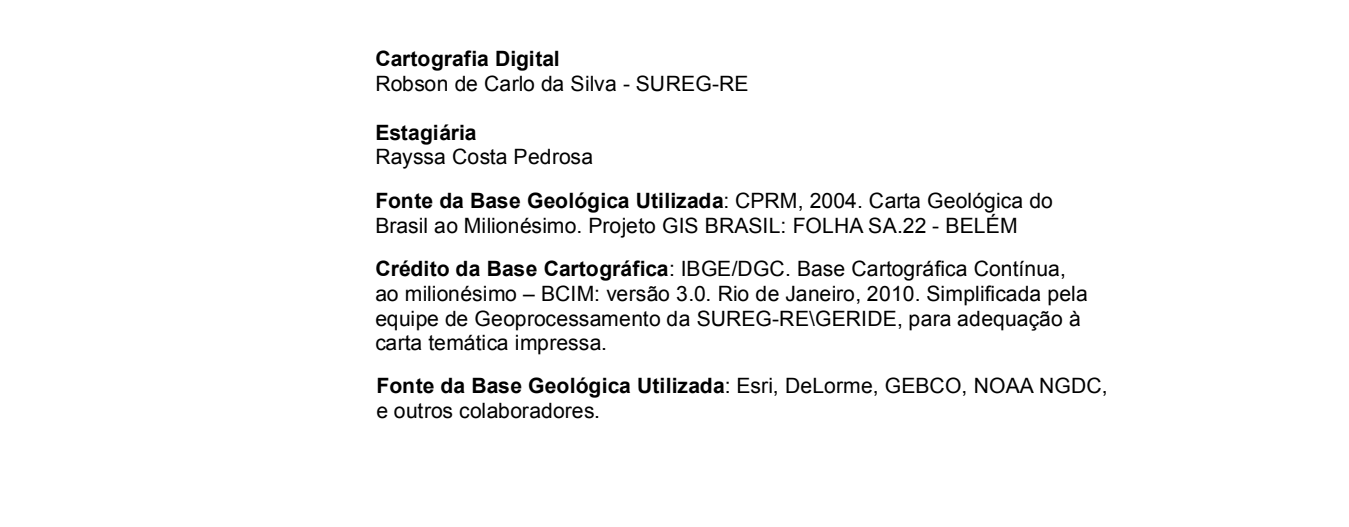 Cartografia Digital
Robson de Carlo da Silva - SUREG-RE
Estagiária
Rayssa Costa Pedrosa
Fonte da Base Geológica Utilizada: CPRM, 2004. Carta Geológica do
Brasil ao Milionésimo. Projeto GIS BRASIL: FOLHA SA.22 - BELÉM
Crédito da Base Cartográfica: IBGE/DGC. Base Cartográfica Contínua,
ao milionésimo – BCIM: versão 3.0. Rio de Janeiro, 2010. Simplificada pela
equipe de Geoprocessamento da SUREG-RE\GERIDE, para adequação à
carta temática impressa.
Fonte da Base Geológica Utilizada: Esri, DeLorme, GEBCO, NOAA NGDC,
e outros colaboradores.